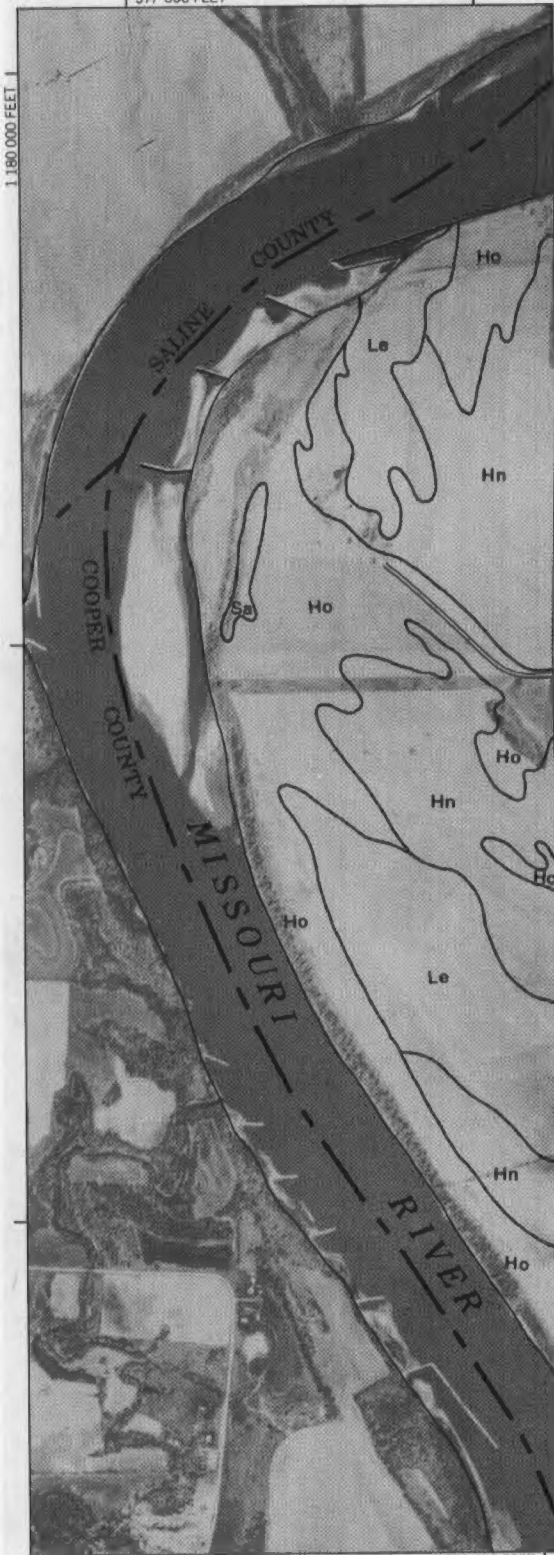 1 180 000 FEET
SALINE COUNTY
Ho
Le
Hn
COOPER COUNTY
Sa
Ho
Ho
Hn
MISSOURI RIVER
Ho
Le
Hn
Ho